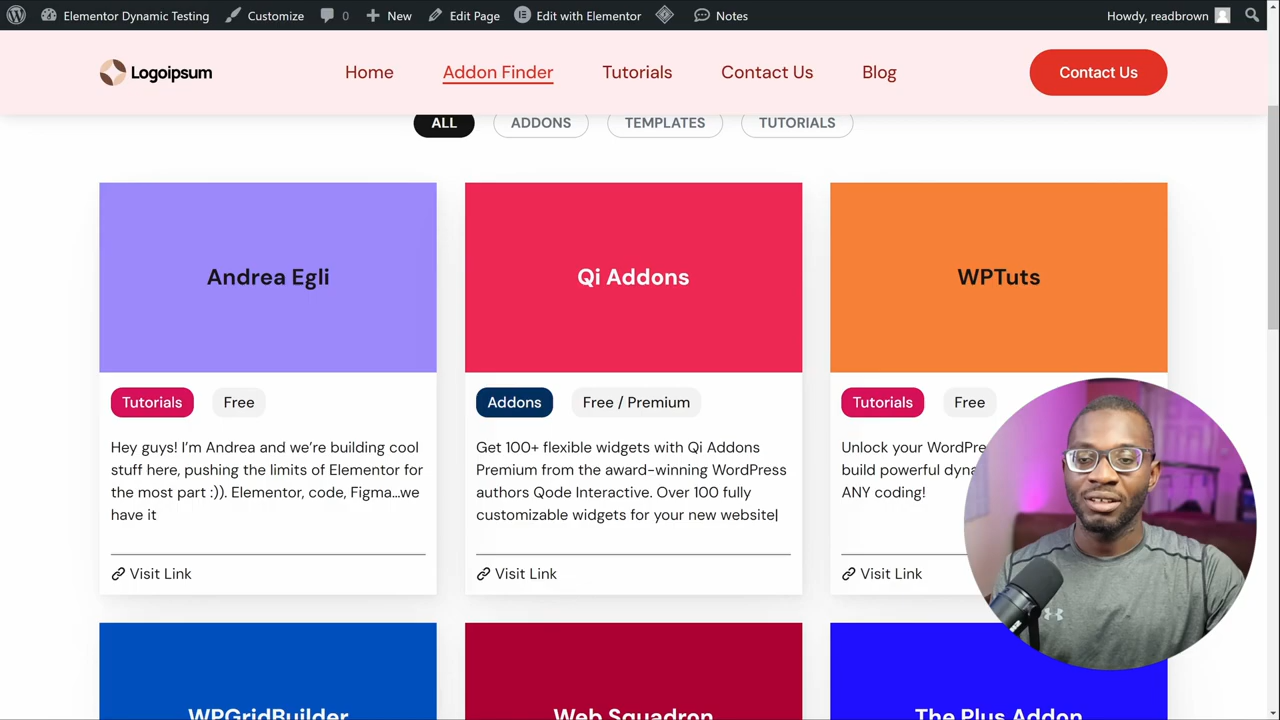 Elementor Dynamic Testing Customize 0 New Edit Page Edit with Elementor Notes Howdy, readbrown
Logoipsum Home Addon Finder Tutorials Contact Us Blog Contact Us
ALL ADDONS TEMPLATES TUTORIALS
Andrea Egli
Tutorials Free
Hey guys! I'm Andrea and we're building cool
stuff here, pushing the limits of Elementor for
the most part :)). Elementor, code, Figma...we
have it
Visit Link
Qi Addons
Addons Free / Premium
Get 100+ flexible widgets with Qi Addons
Premium from the award-winning WordPress
authors Qode Interactive. Over 100 fully
customizable widgets for your new website|
Visit Link
WPTuts
Tutorials Free
Unlock your WordPre
build powerful dyna
ANY coding!
Visit Link
WPGridBuilder
Web Squadron
The Plus Addon